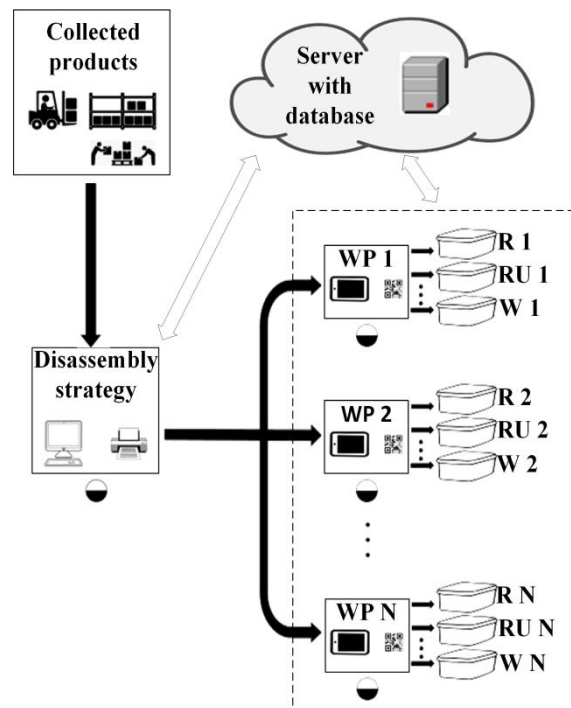 Collected
products
Server
with
database
Disassembly
strategy
WP 1
R 1
RU 1
W 1
WP 2
R 2
RU 2
W 2
WP N
R N
RU N
W N